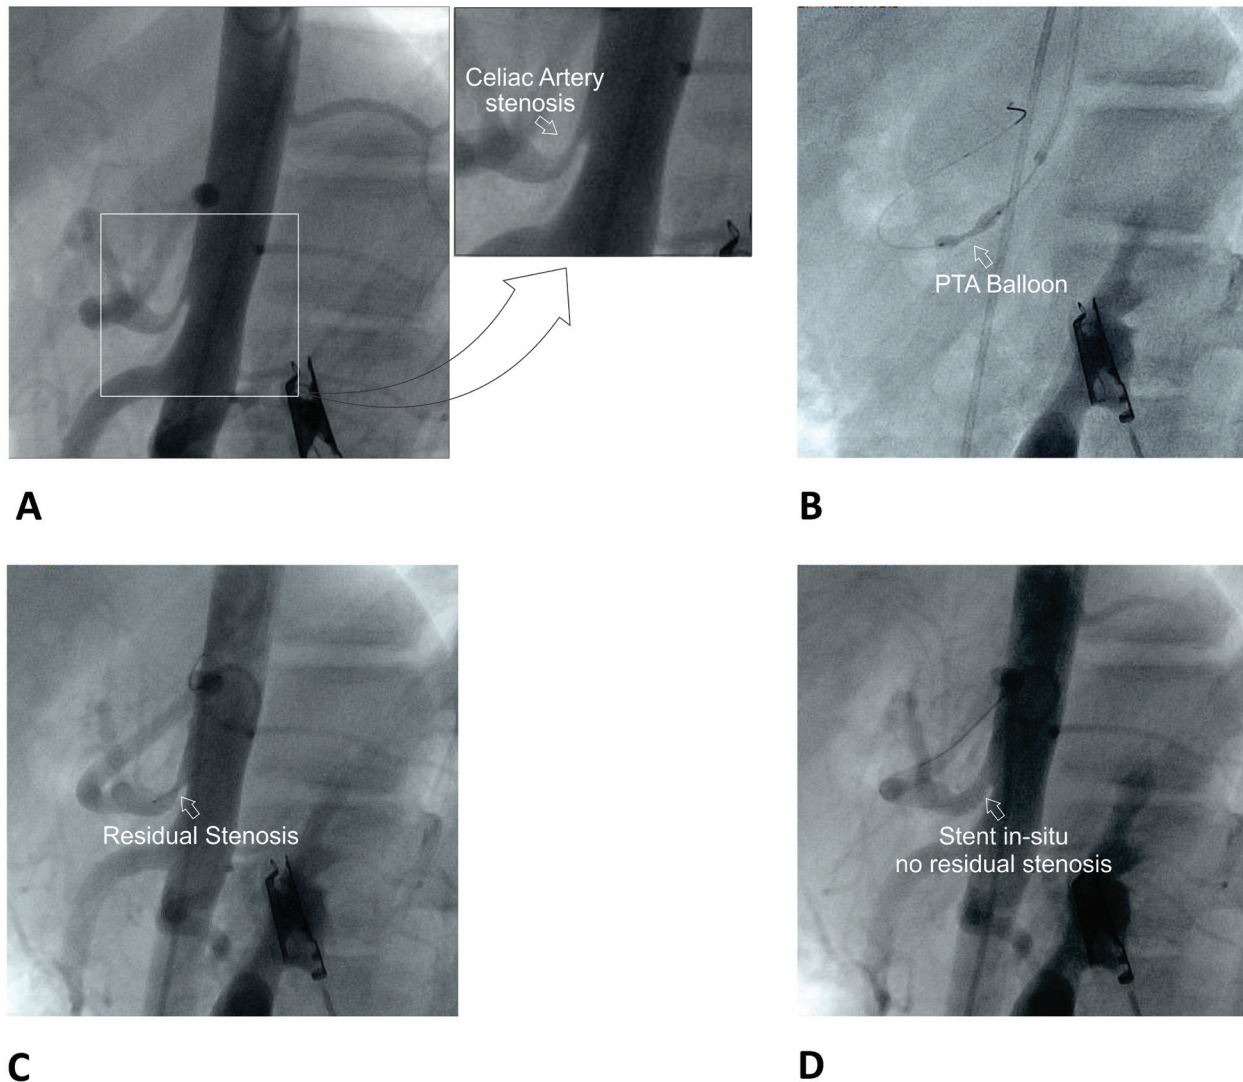 Celiac Artery
stenosis
PTA Balloon
A
B
Residual Stenosis
Stent in-situ
no residual stenosis
C
D